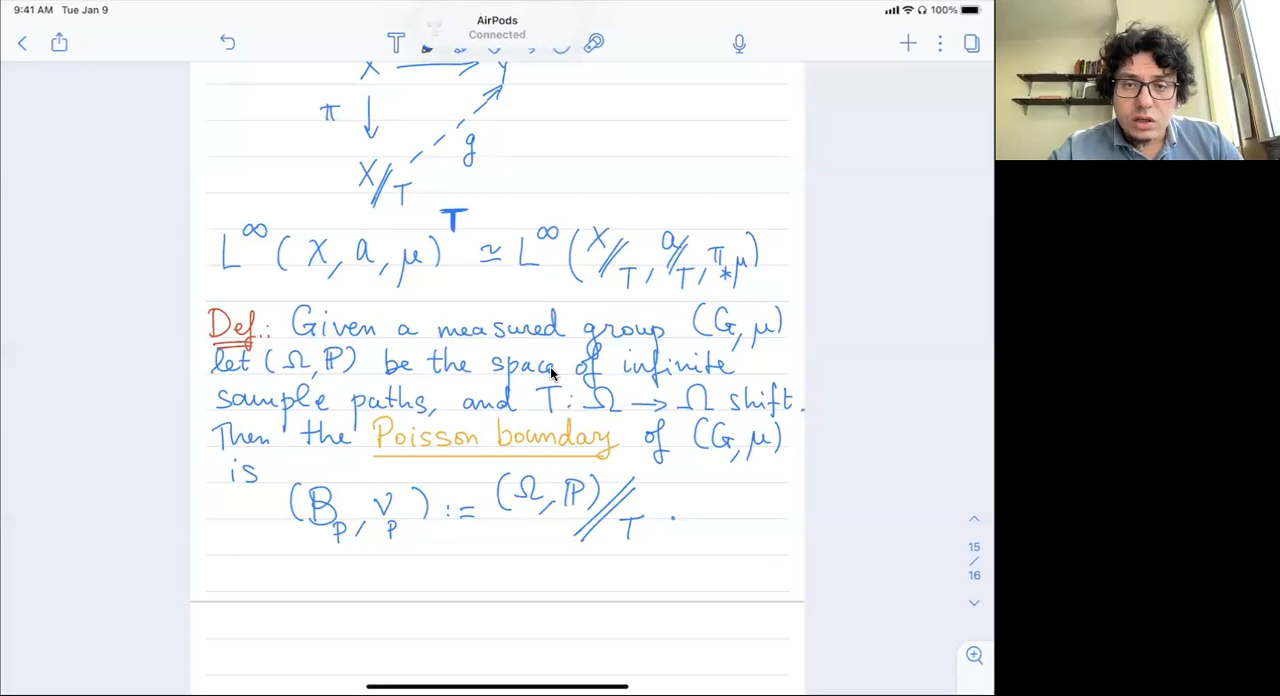 9:41 AM Tue Jan 9
100%
AirPods
Connected
T
X → Y
π ↓ g
X//T
L^∞(X, a, μ)^T ≃ L^∞(X//T, a//T, π_*μ)
Def.: Given a measured group (G, μ)
let (Ω, ℙ) be the space of infinite
sample paths, and T: Ω → Ω shift.
Then the Poisson boundary of (G, μ)
is
(B_P, ν_P) := (Ω, ℙ)//T .
15
/
16